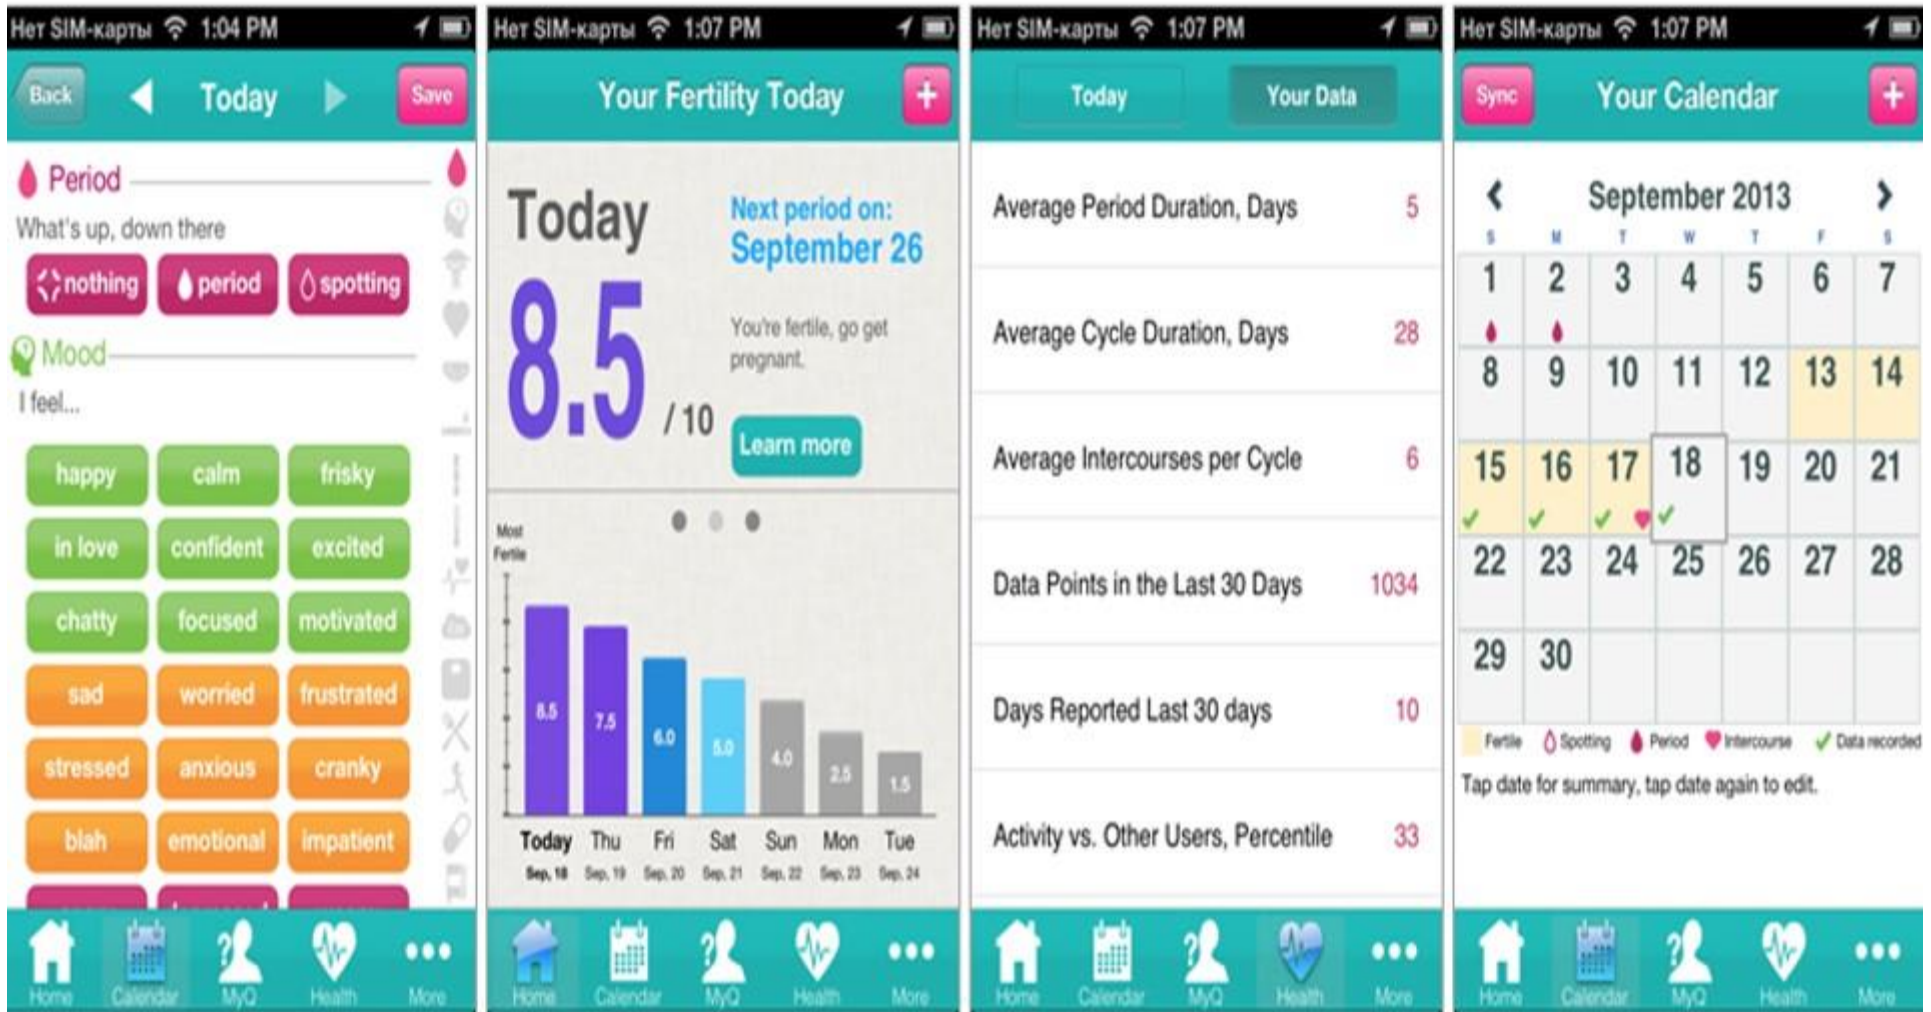 Нет SIM-карты 1:04 PM
Back Today Save
Period
What's up, down there
nothing period spotting
Mood
I feel...
happy calm frisky
in love confident excited
chatty focused motivated
sad worried frustrated
stressed anxious cranky
blah emotional impatient
Home Calendar MyQ Health More
Нет SIM-карты 1:07 PM
Your Fertility Today +
Today
8.5 / 10
Next period on:
September 26
You're fertile, go get
pregnant.
Learn more
Most
Fertile
8.5 7.5 6.0 5.0 4.0 2.5 1.5
Today Thu Fri Sat Sun Mon Tue
Sep, 18 Sep, 19 Sep, 20 Sep, 21 Sep, 22 Sep, 23 Sep, 24
Home Calendar MyQ Health More
Нет SIM-карты 1:07 PM
Today Your Data
Average Period Duration, Days 5
Average Cycle Duration, Days 28
Average Intercourses per Cycle 6
Data Points in the Last 30 Days 1034
Days Reported Last 30 days 10
Activity vs. Other Users, Percentile 33
Home Calendar MyQ Health More
Нет SIM-карты 1:07 PM
Sync Your Calendar +
September 2013
S M T W T F S
1 2 3 4 5 6 7
8 9 10 11 12 13 14
15 16 17 18 19 20 21
22 23 24 25 26 27 28
29 30
Fertile Spotting Period Intercourse Data recorded
Tap date for summary, tap date again to edit.
Home Calendar MyQ Health More